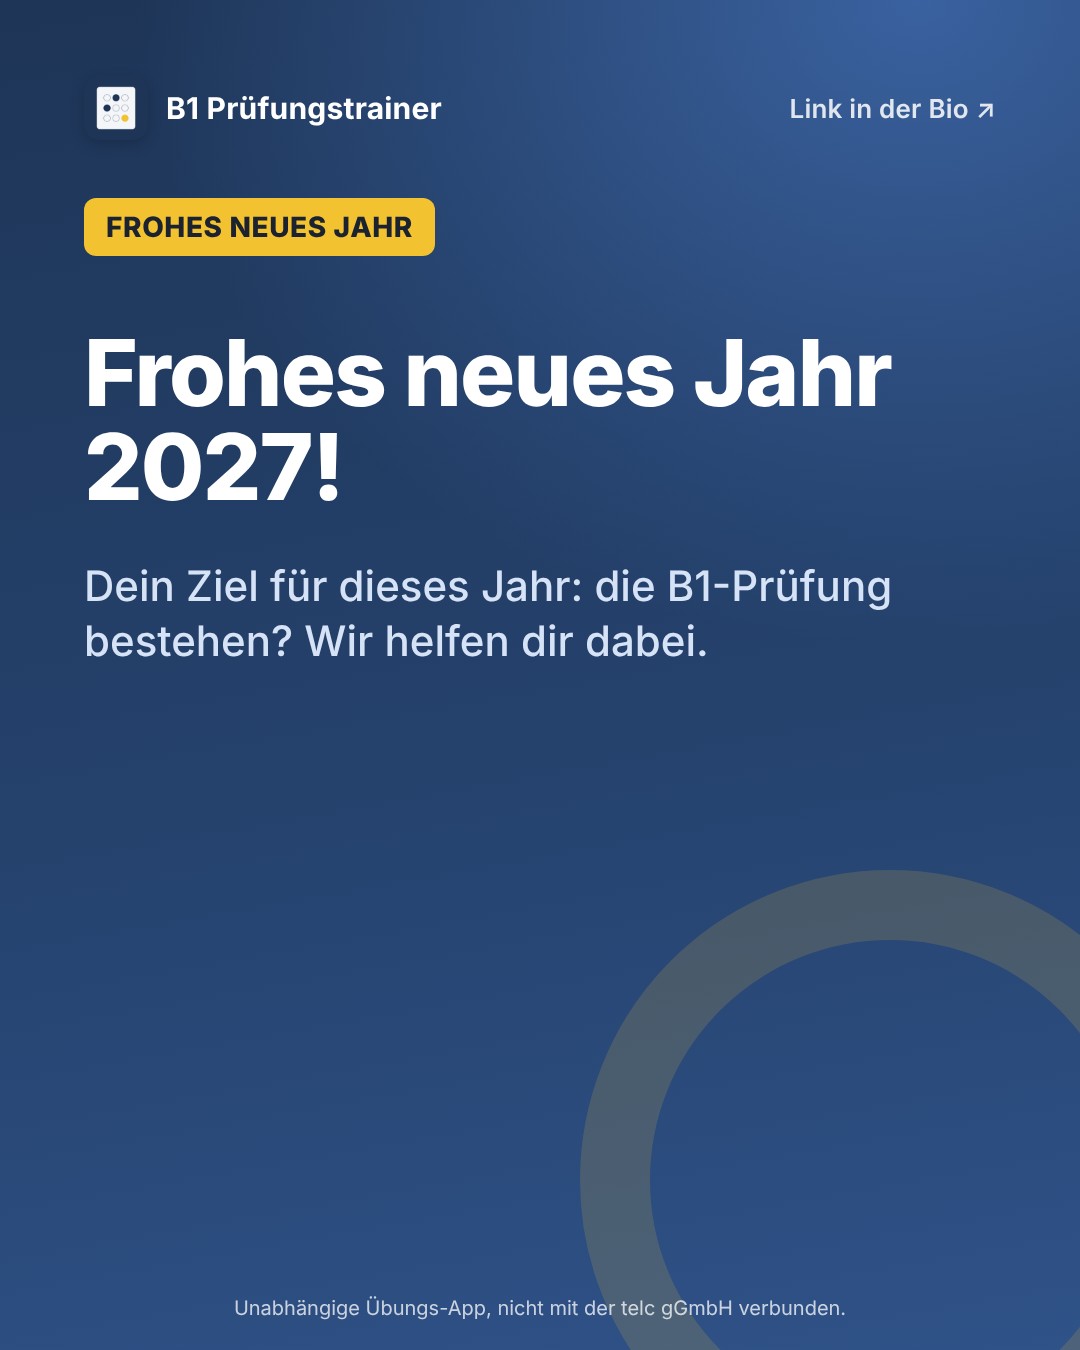 B1 Prüfungstrainer
Link in der Bio ↗
FROHES NEUES JAHR
Frohes neues Jahr
2027!
Dein Ziel für dieses Jahr: die B1-Prüfung
bestehen? Wir helfen dir dabei.
Unabhängige Übungs-App, nicht mit der telc gGmbH verbunden.